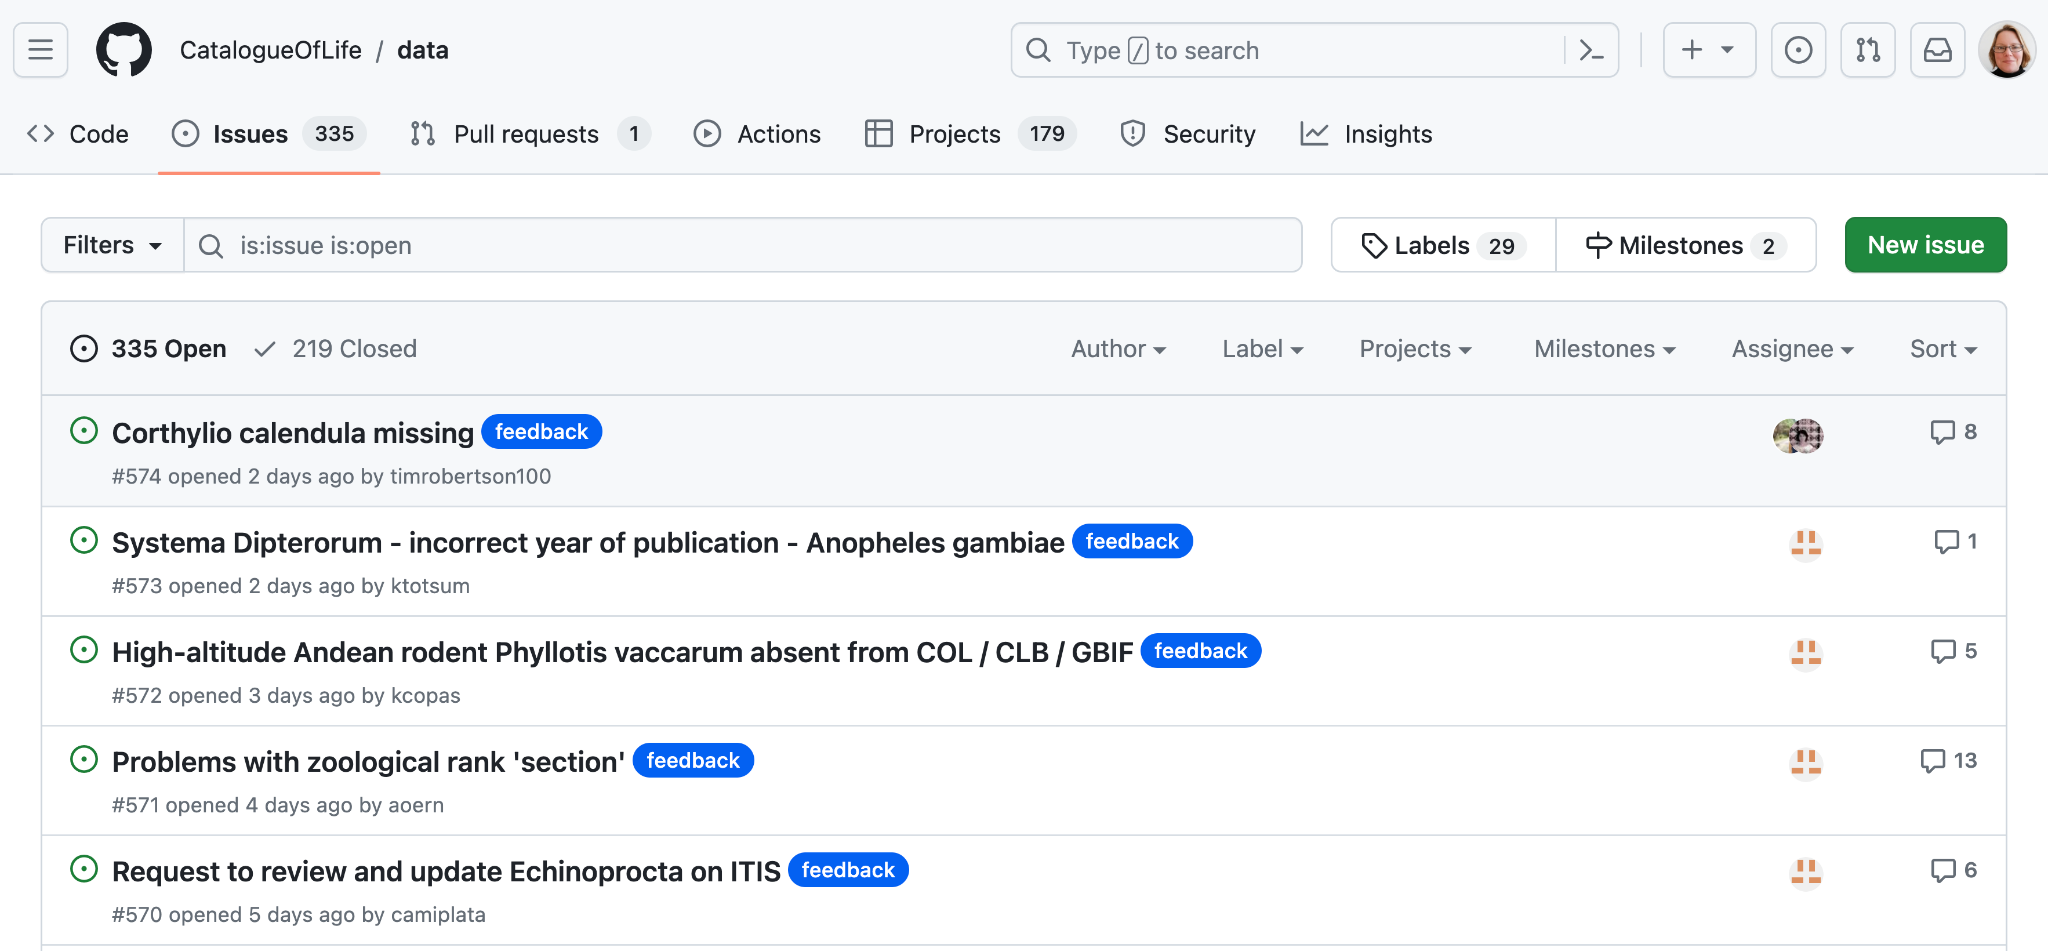 CatalogueOfLife / data
Type / to search
Code
Issues 335
Pull requests 1
Actions
Projects 179
Security
Insights
Filters
is:issue is:open
Labels 29
Milestones 2
New issue
335 Open
219 Closed
Author
Label
Projects
Milestones
Assignee
Sort
Corthylio calendula missing feedback
8
#574 opened 2 days ago by timrobertson100
Systema Dipterorum - incorrect year of publication - Anopheles gambiae feedback
1
#573 opened 2 days ago by ktotsum
High-altitude Andean rodent Phyllotis vaccarum absent from COL / CLB / GBIF feedback
5
#572 opened 3 days ago by kcopas
Problems with zoological rank 'section' feedback
13
#571 opened 4 days ago by aoern
Request to review and update Echinoprocta on ITIS feedback
6
#570 opened 5 days ago by camiplata